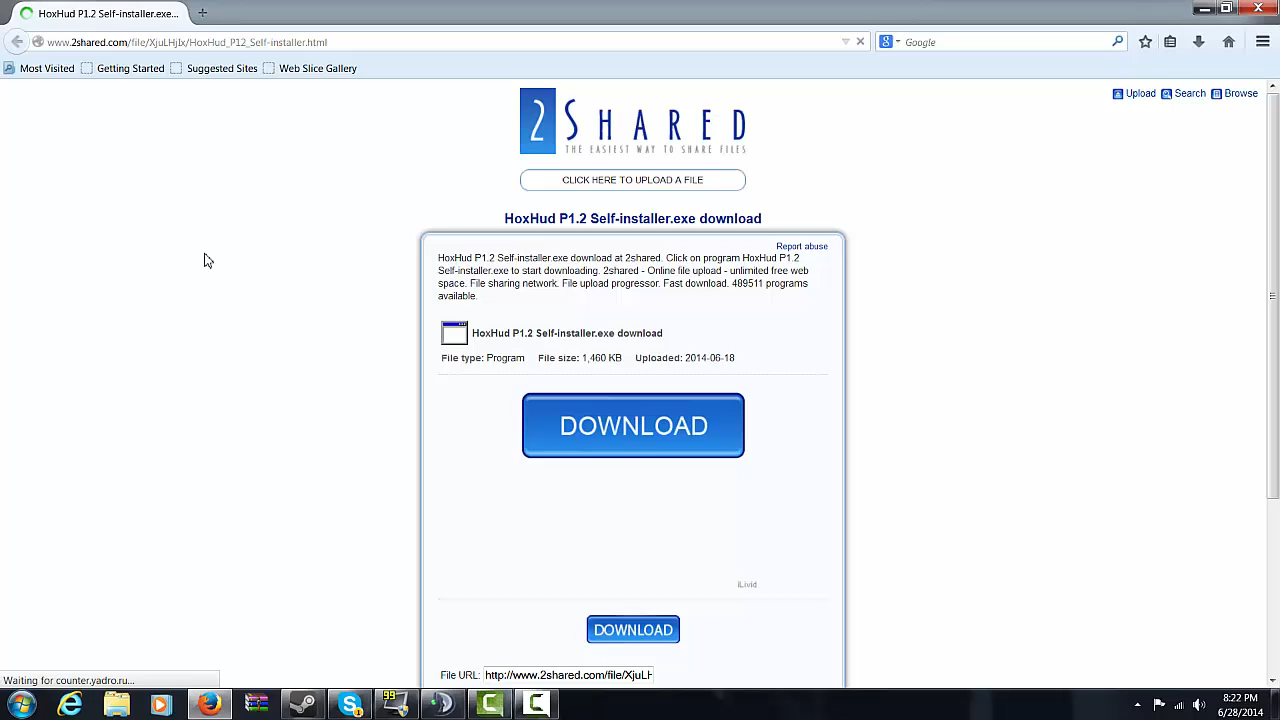 HoxHud P1.2 Self-installer.exe...
www.2shared.com/file/XjuLHjlx/HoxHud_P12_Self-installer.html
Google
Most Visited Getting Started Suggested Sites Web Slice Gallery
Upload Search Browse
2SHARED
THE EASIEST WAY TO SHARE FILES
CLICK HERE TO UPLOAD A FILE
HoxHud P1.2 Self-installer.exe download
Report abuse
HoxHud P1.2 Self-installer.exe download at 2shared. Click on program HoxHud P1.2
Self-installer.exe to start downloading. 2shared - Online file upload - unlimited free web
space. File sharing network. File upload progressor. Fast download. 489511 programs
available.
HoxHud P1.2 Self-installer.exe download
File type: Program File size: 1,460 KB Uploaded: 2014-06-18
DOWNLOAD
iLivid
DOWNLOAD
File URL: http://www.2shared.com/file/XjuLH
Waiting for counter.yadro.ru...
99
8:22 PM
6/28/2014